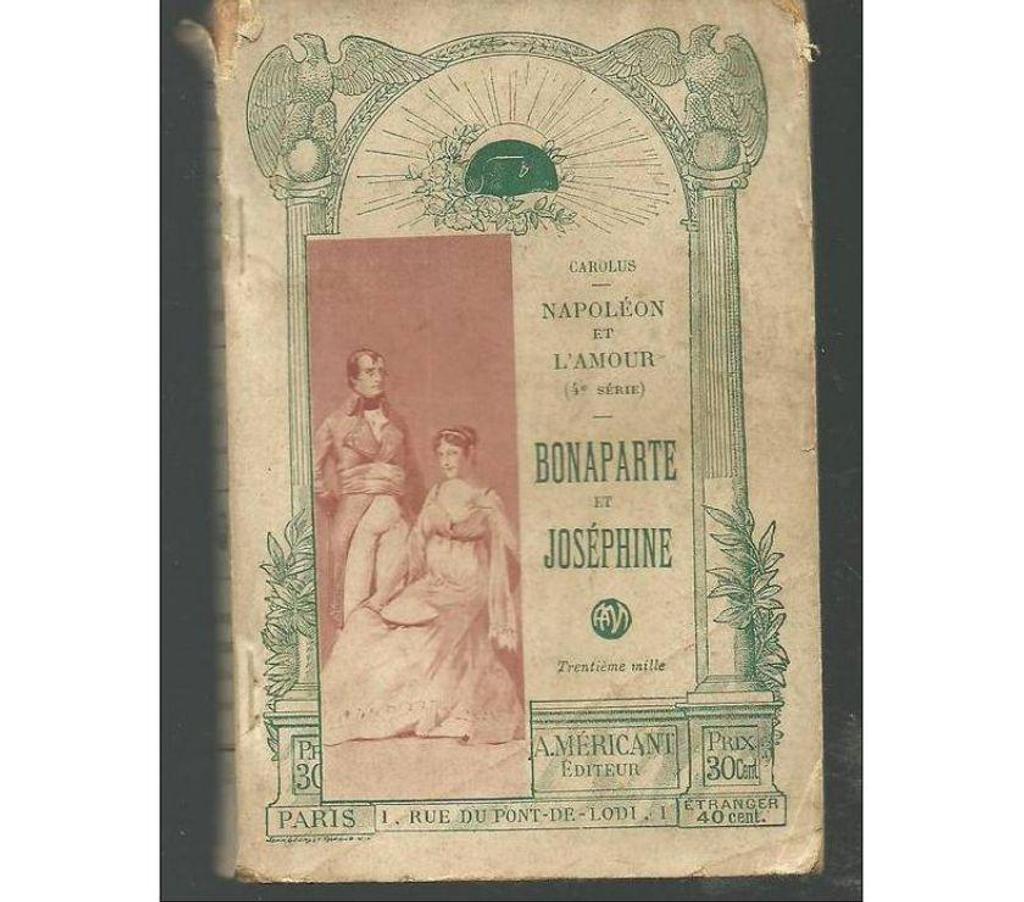 CAROLUS
NAPOLÉON
ET
L'AMOUR
(4e SÉRIE)
BONAPARTE
ET
JOSÉPHINE
Trentième mille
A. MÉRICANT
ÉDITEUR
PRIX
30 Cent
PARIS
1, RUE DU PONT-DE-LODI, 1
ÉTRANGER
40 cent.